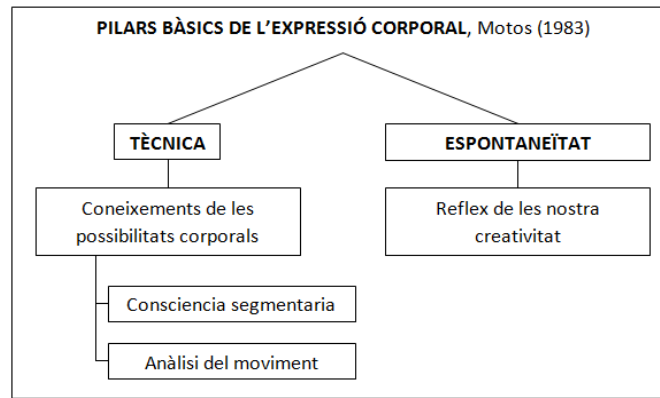 PILARS BÀSICS DE L'EXPRESSIÓ CORPORAL, Motos (1983)
TÈCNICA
ESPONTANEÏTAT
Coneixements de les
possibilitats corporals
Reflex de les nostra
creativitat
Consciencia segmentaria
Anàlisi del moviment